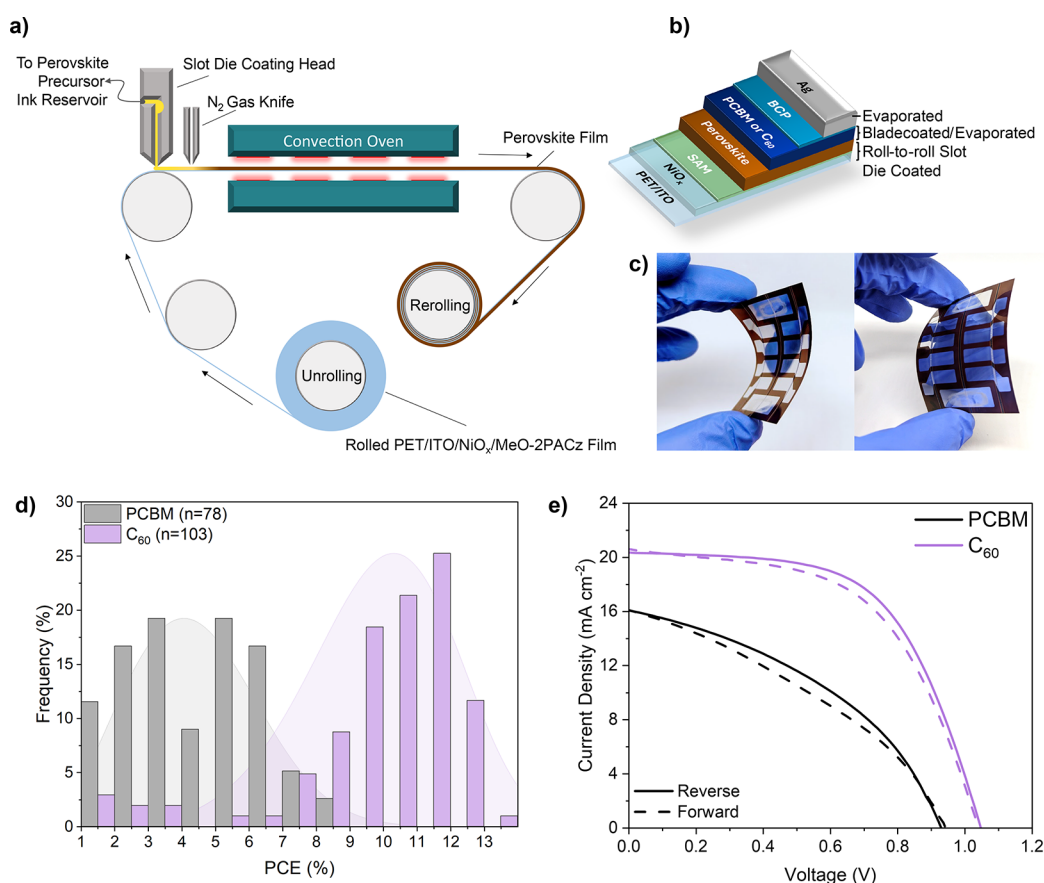 a)
To Perovskite
Precursor
Ink Reservoir
Slot Die Coating Head
N₂ Gas Knife
Convection Oven
Perovskite Film
Rerolling
Unrolling
Rolled PET/ITO/NiOₓ/MeO-2PACz Film
b)
Ag
BCP
PCBM or C₆₀
Perovskite
SAM
NiOₓ
PET/ITO
Evaporated
Bladecoated/Evaporated
Roll-to-roll Slot
Die Coated
c)
d)
PCBM (n=78)
C₆₀ (n=103)
Frequency (%)
30
25
20
15
10
5
0
1 2 3 4 5 6 7 8 9 10 11 12 13
PCE (%)
e)
PCBM
C₆₀
Current Density (mA cm⁻²)
24
20
16
12
8
4
0
Reverse
Forward
0.0 0.2 0.4 0.6 0.8 1.0 1.2
Voltage (V)